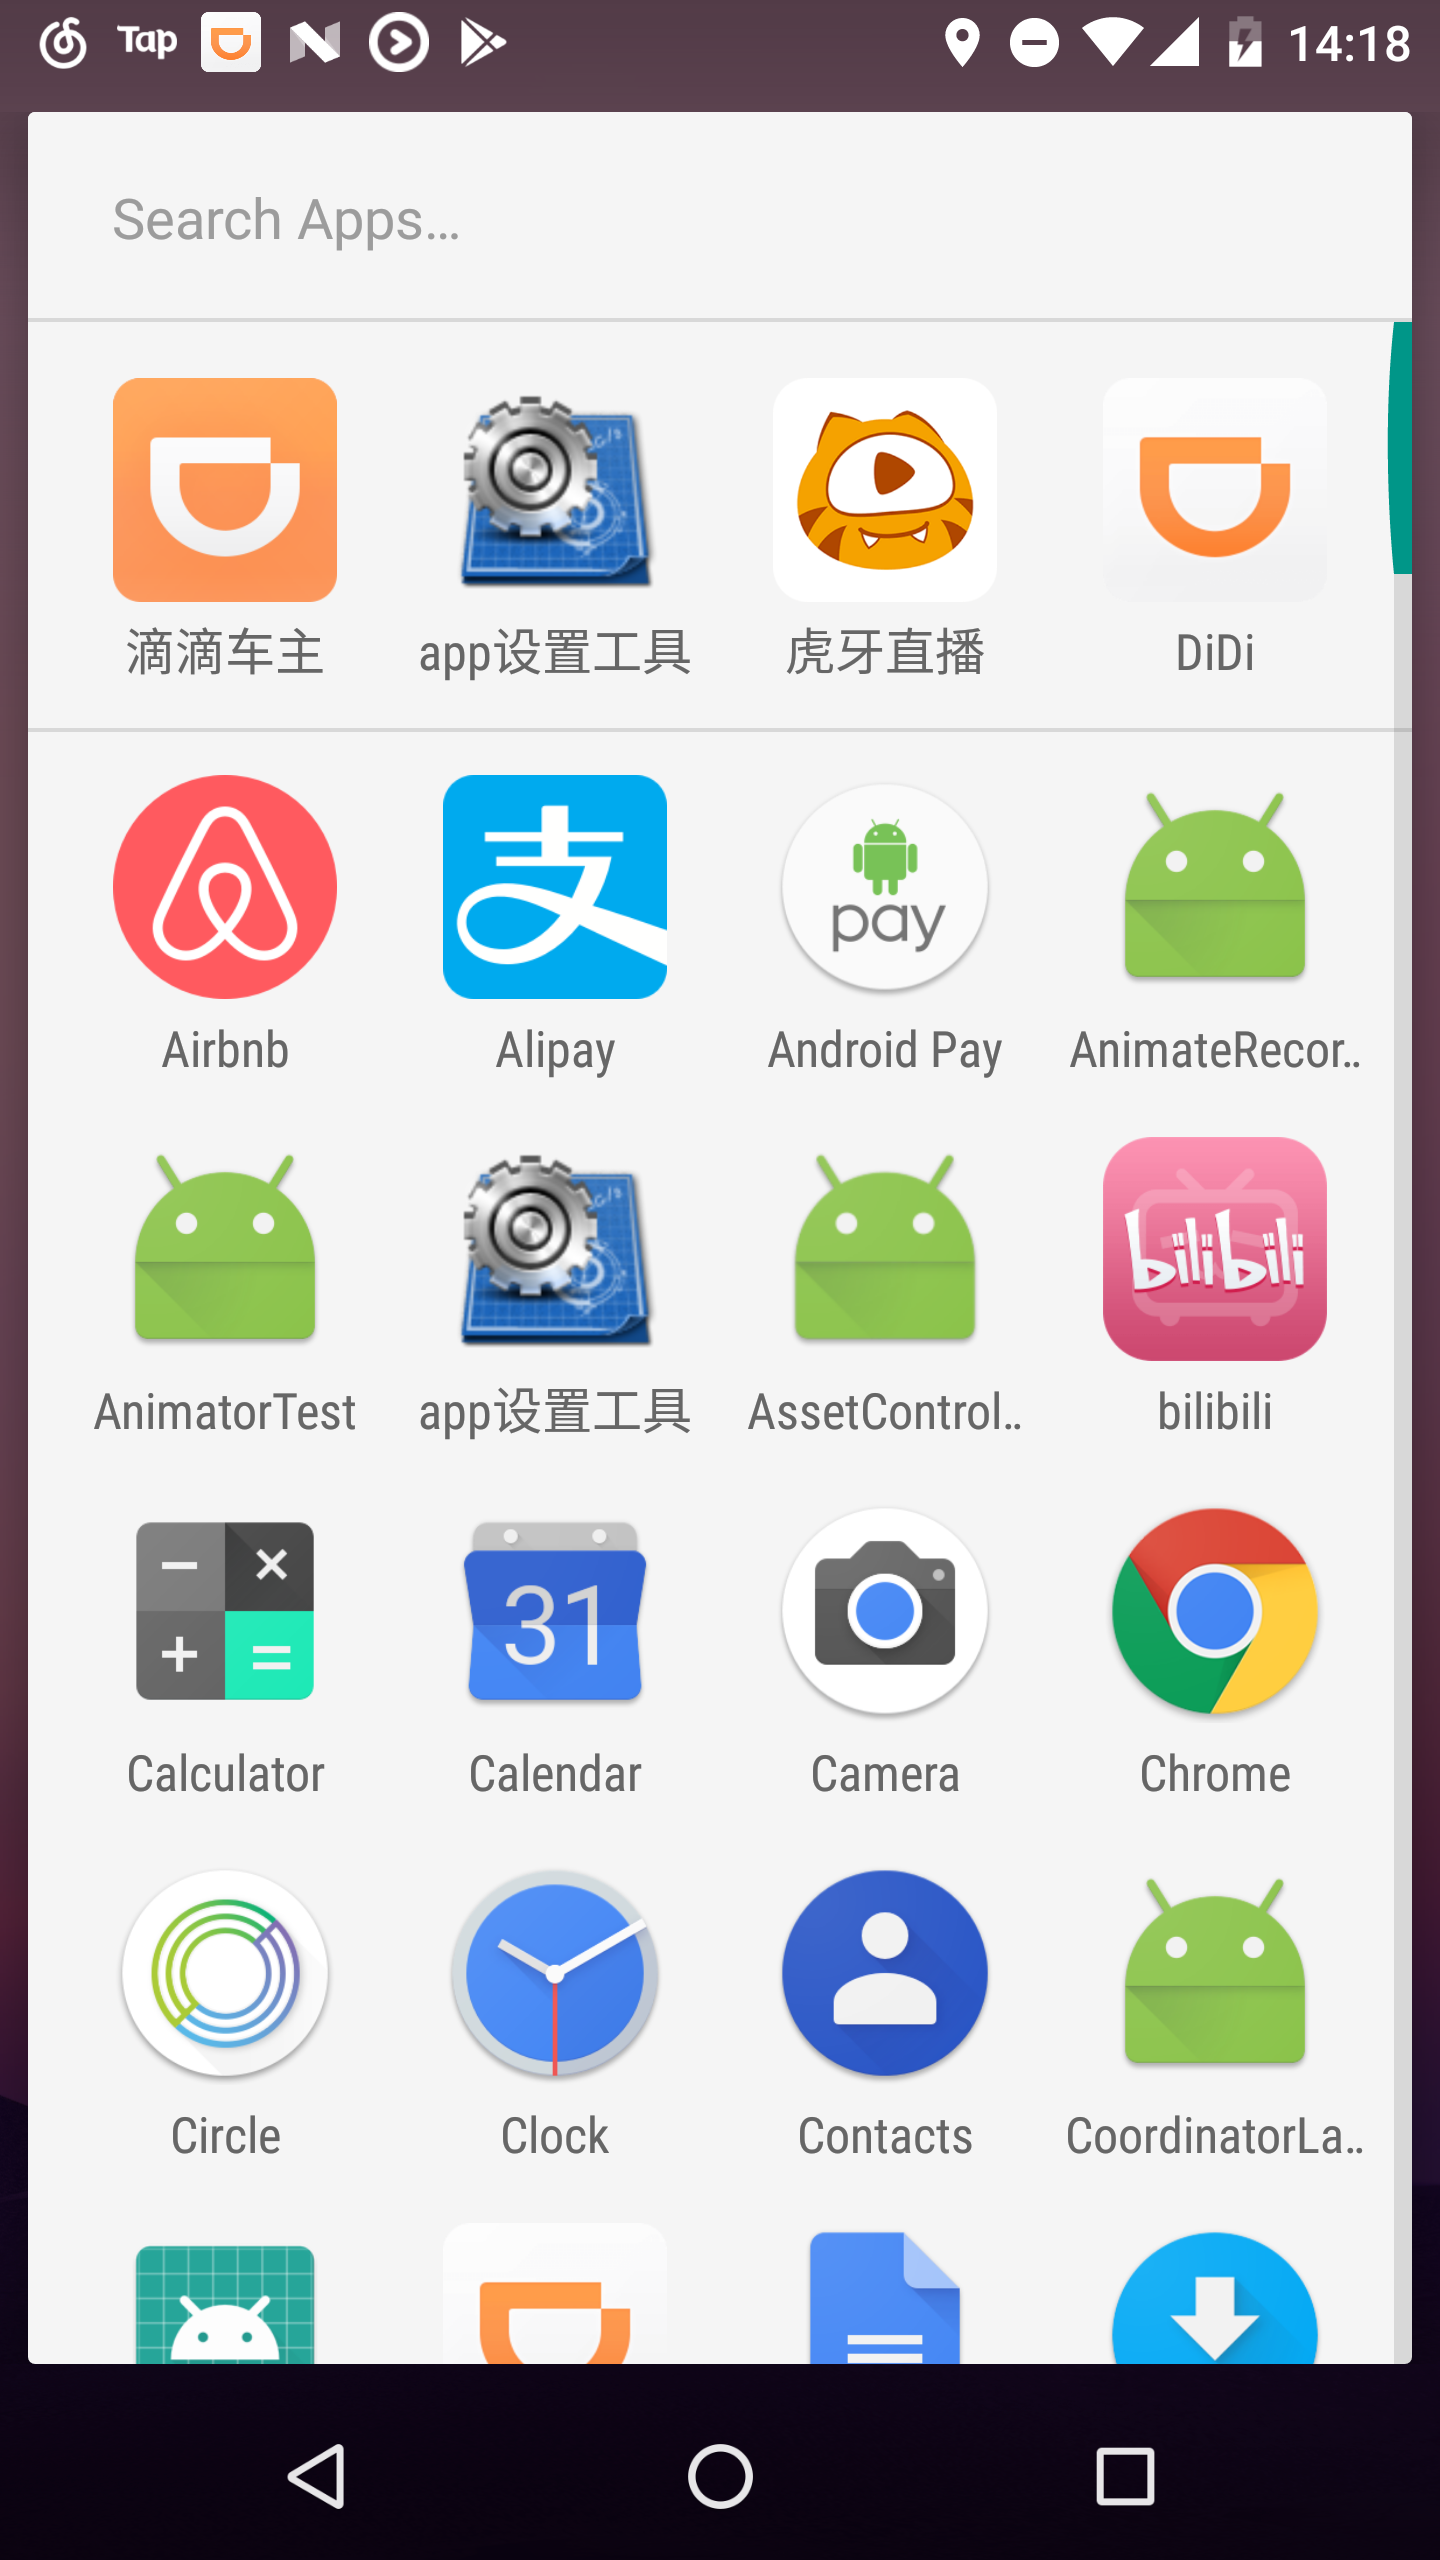 Tap
14:18
Search Apps…
滴滴车主
app设置工具
虎牙直播
DiDi
支
pay
Airbnb
Alipay
Android Pay
AnimateRecor..
bilibili
AnimatorTest
app设置工具
AssetControl..
bilibili
31
Calculator
Calendar
Camera
Chrome
Circle
Clock
Contacts
CoordinatorLa..